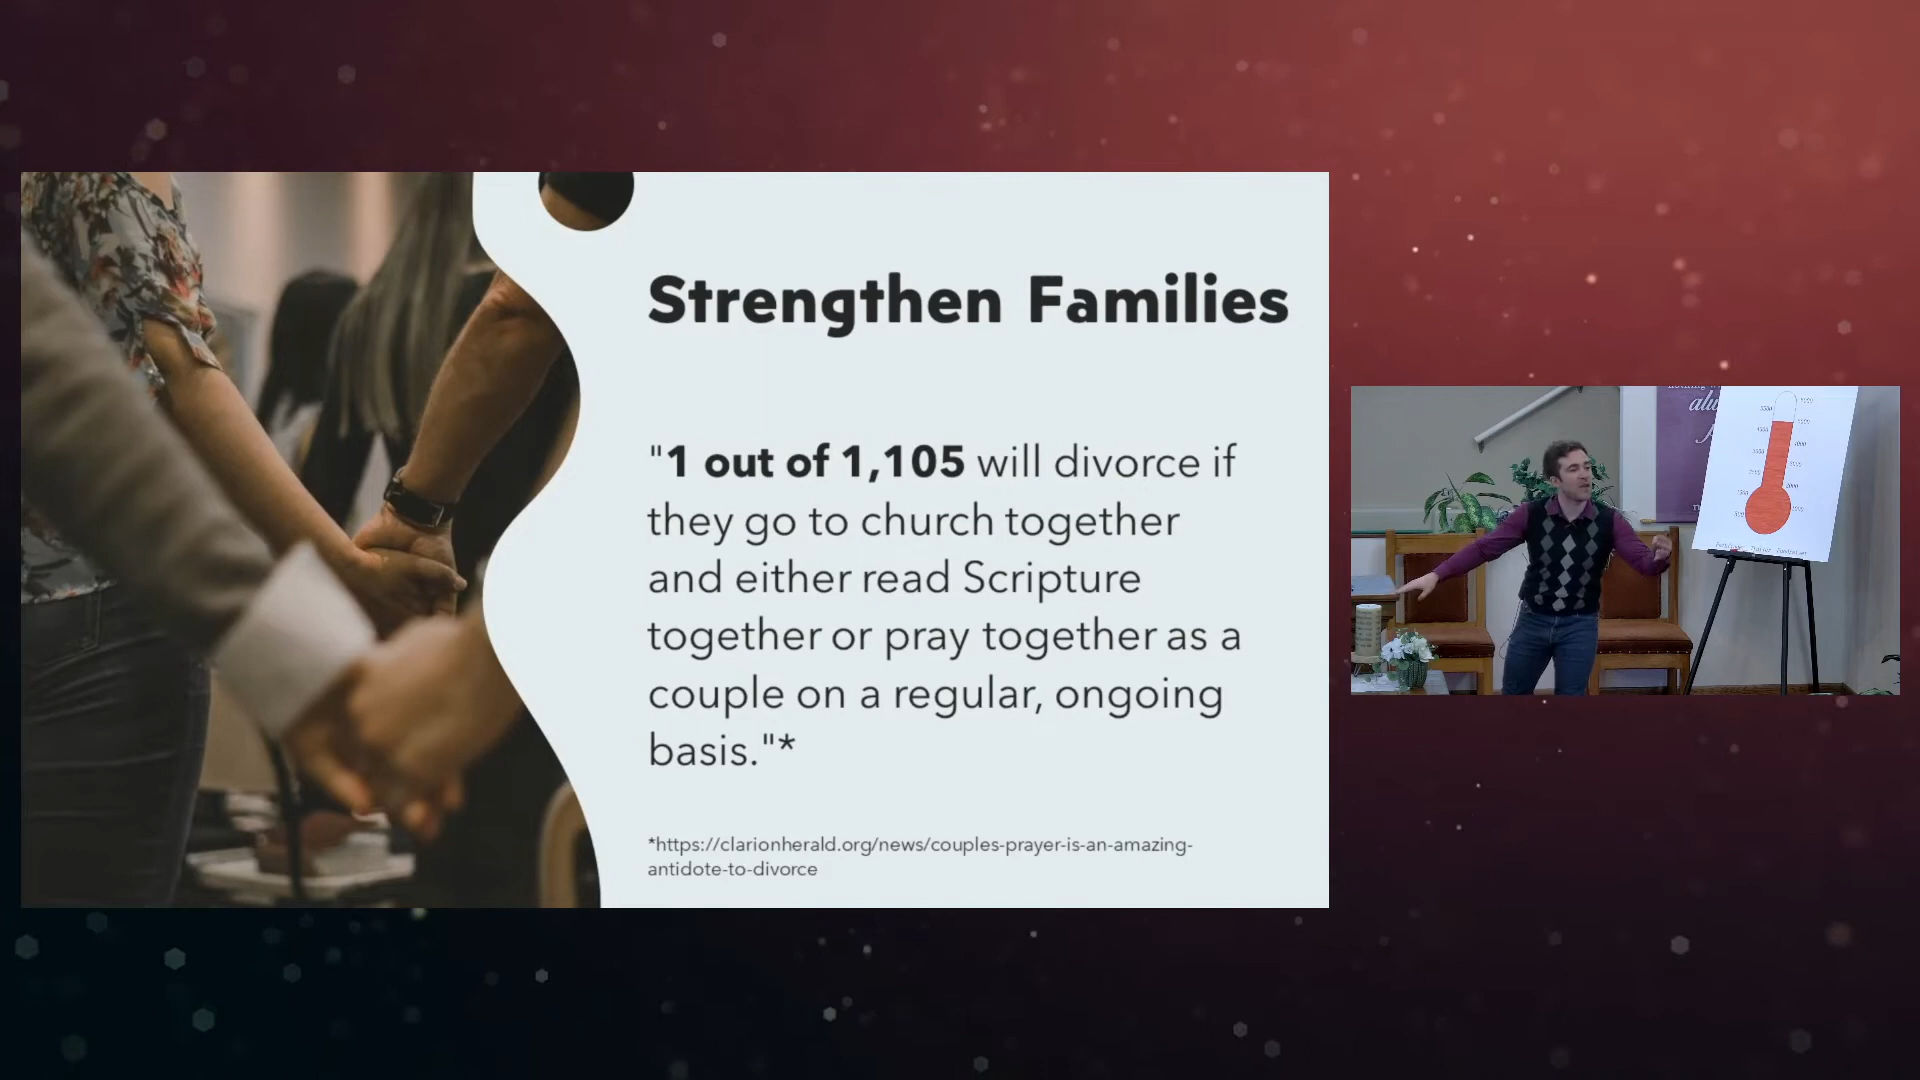 Strengthen Families
"1 out of 1,105 will divorce if
they go to church together
and either read Scripture
together or pray together as a
couple on a regular, ongoing
basis."*
*https://clarionherald.org/news/couples-prayer-is-an-amazing-
antidote-to-divorce